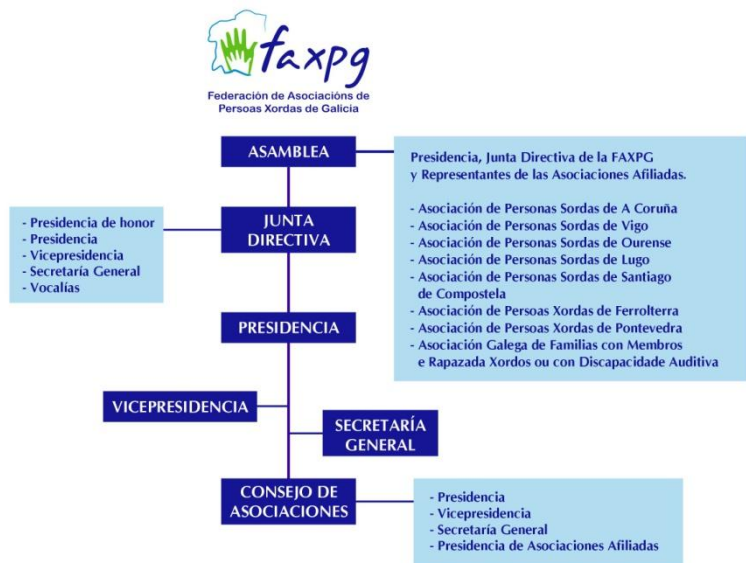 faxpg
Federación de Asociacións de
Persoas Xordas de Galicia
ASAMBLEA
Presidencia, Junta Directiva de la FAXPG
y Representantes de las Asociaciones Afiliadas.
- Asociación de Personas Sordas de A Coruña
- Asociación de Personas Sordas de Vigo
- Asociación de Personas Sordas de Ourense
- Asociación de Personas Sordas de Lugo
- Asociación de Personas Sordas de Santiago
de Compostela
- Asociación de Persoas Xordas de Ferrolterra
- Asociación de Persoas Xordas de Pontevedra
- Asociación Galega de Familias con Membros
e Rapazada Xordos ou con Discapacidade Auditiva
- Presidencia de honor
- Presidencia
- Vicepresidencia
- Secretaría General
- Vocalías
JUNTA
DIRECTIVA
PRESIDENCIA
VICEPRESIDENCIA
SECRETARÍA
GENERAL
CONSEJO DE
ASOCIACIONES
- Presidencia
- Vicepresidencia
- Secretaría General
- Presidencia de Asociaciones Afiliadas